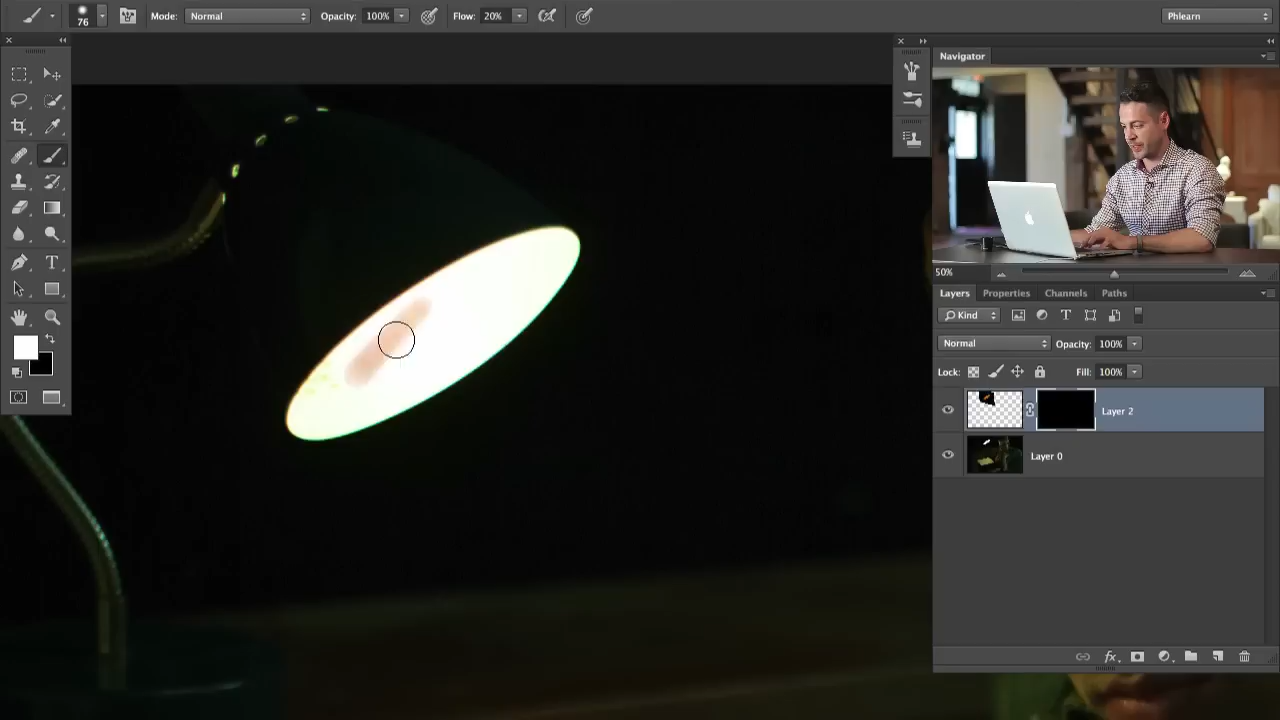 76
Mode: Normal Opacity: 100% Flow: 20% Phlearn
Navigator
50%
Layers Properties Channels Paths
Kind
Normal Opacity: 100%
Lock: Fill: 100%
Layer 2
Layer 0